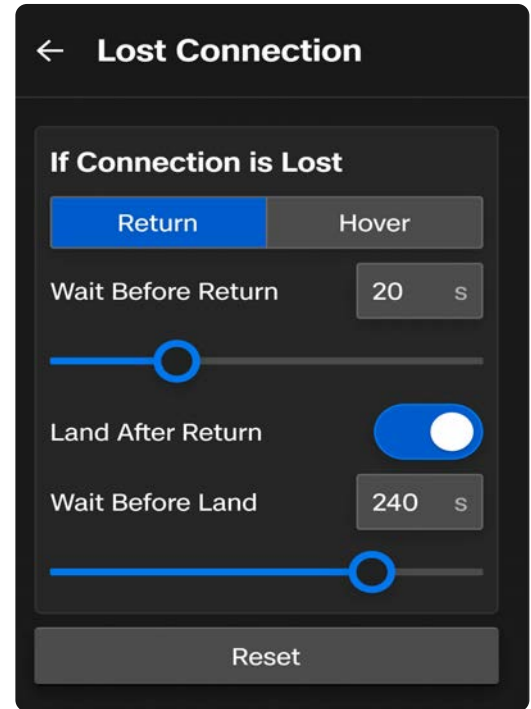 ← Lost Connection
If Connection is Lost
Return Hover
Wait Before Return 20 s
Land After Return
Wait Before Land 240 s
Reset